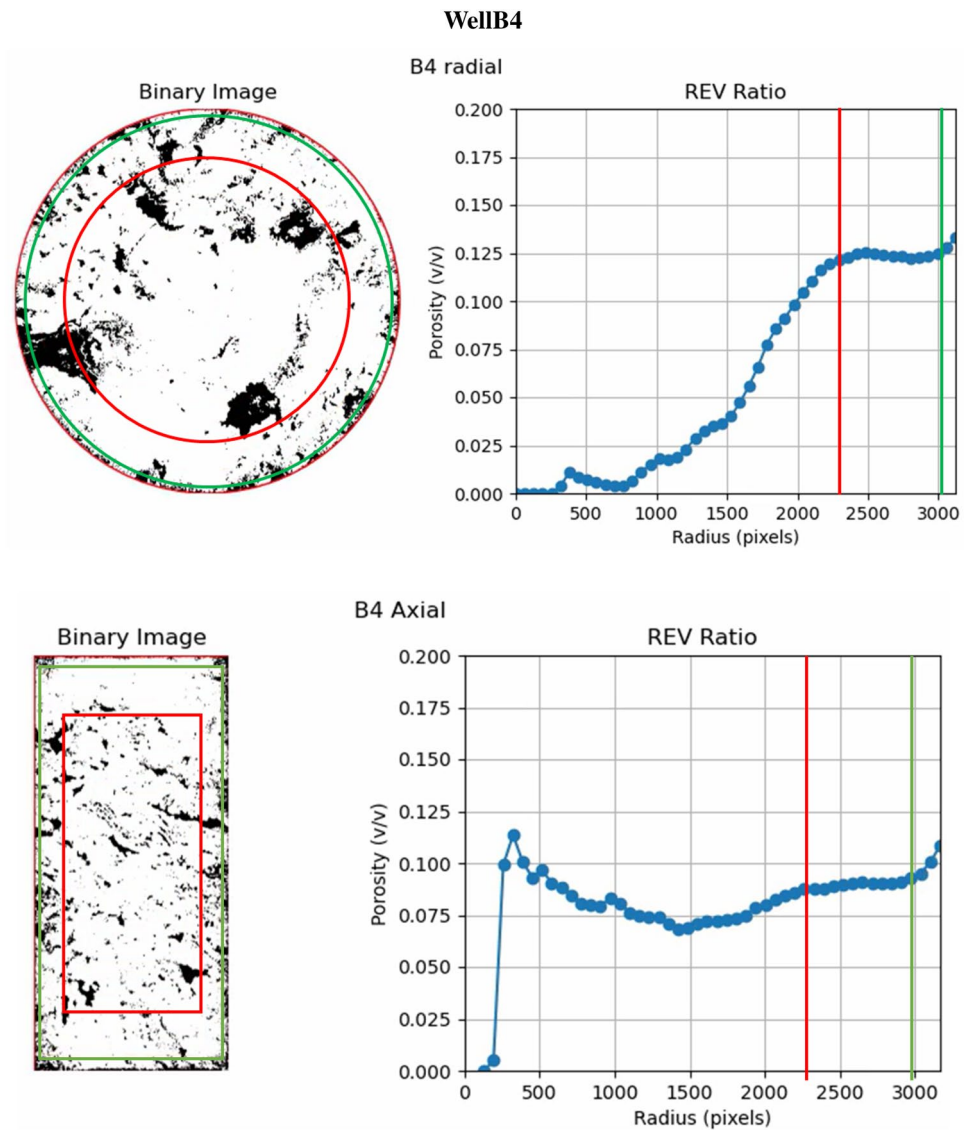 WellB4
B4 radial
Binary Image
REV Ratio
0.200
0.175
0.150
0.125
0.100
0.075
0.050
0.025
0.000
Porosity (v/v)
0 500 1000 1500 2000 2500 3000
Radius (pixels)
B4 Axial
Binary Image
REV Ratio
0.200
0.175
0.150
0.125
0.100
0.075
0.050
0.025
0.000
Porosity (v/v)
0 500 1000 1500 2000 2500 3000
Radius (pixels)